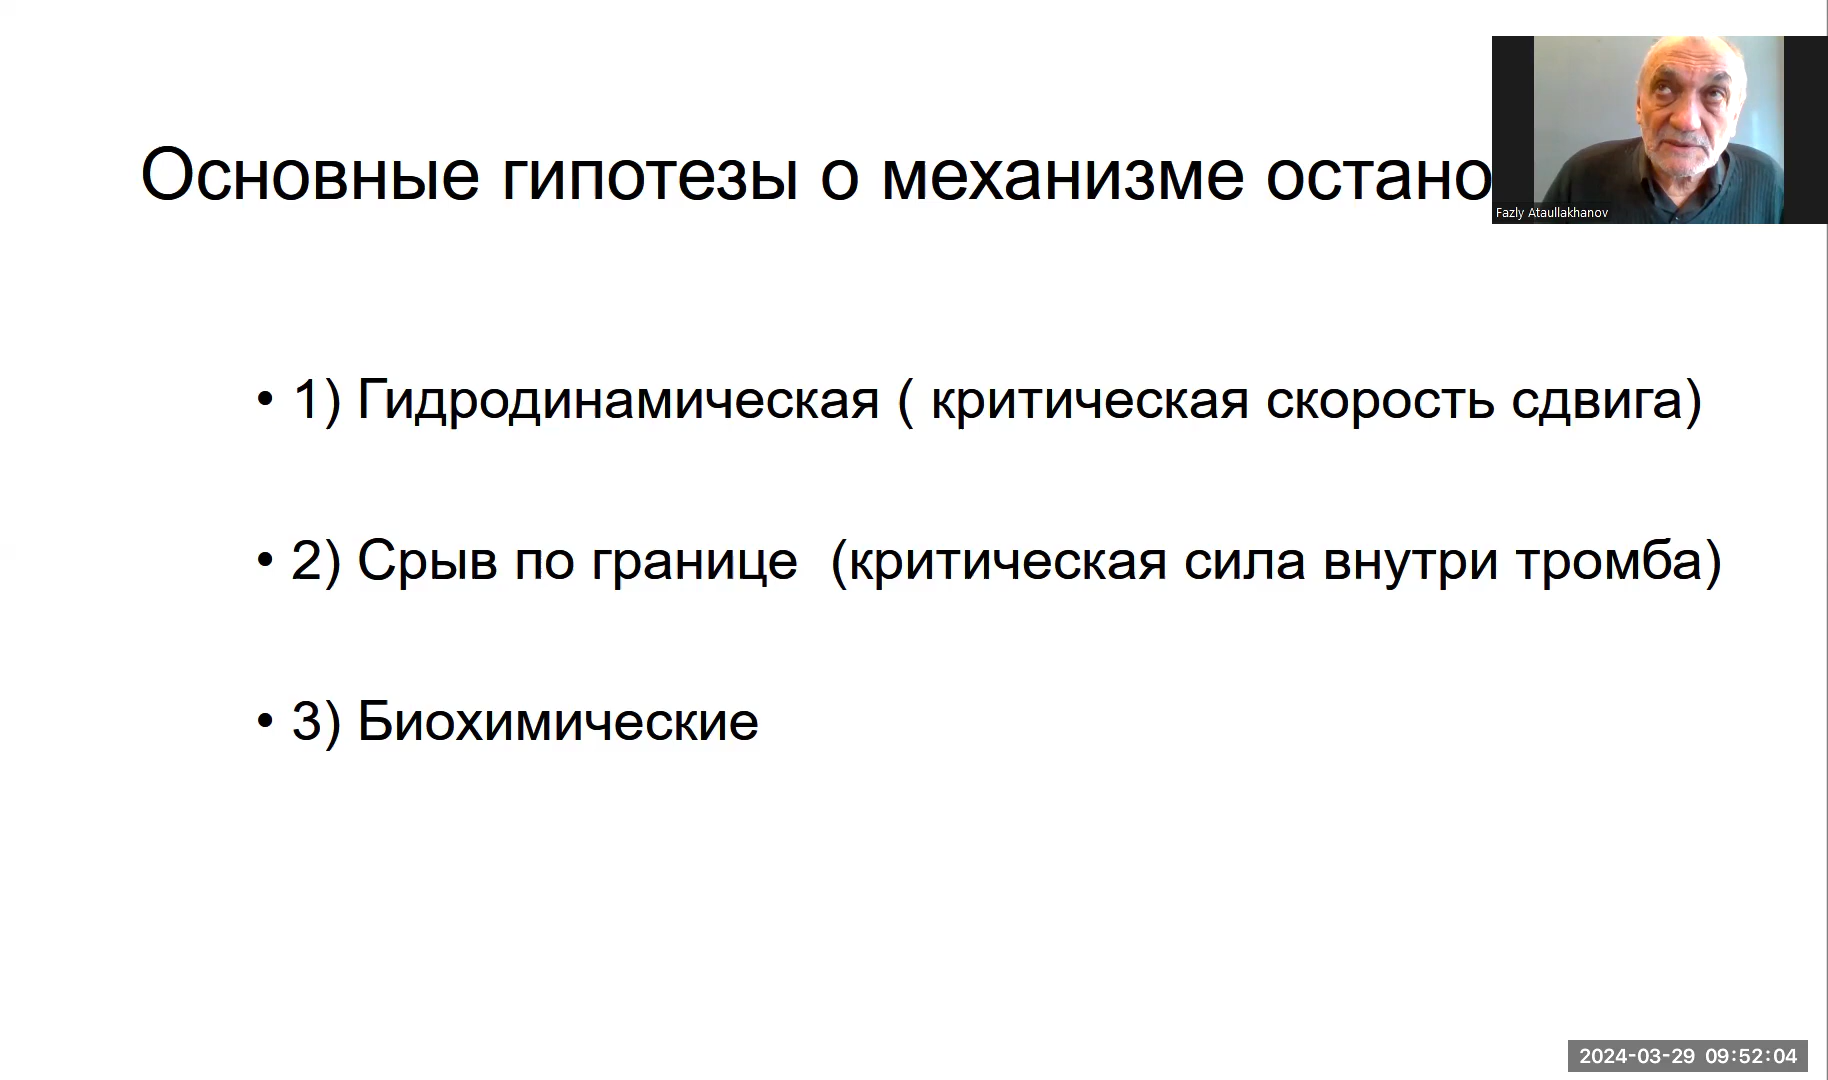 Основные гипотезы о механизме остано
Fazly Ataullakhanov
• 1) Гидродинамическая ( критическая скорость сдвига)
• 2) Срыв по границе  (критическая сила внутри тромба)
• 3) Биохимические
2024-03-29 09:52:04